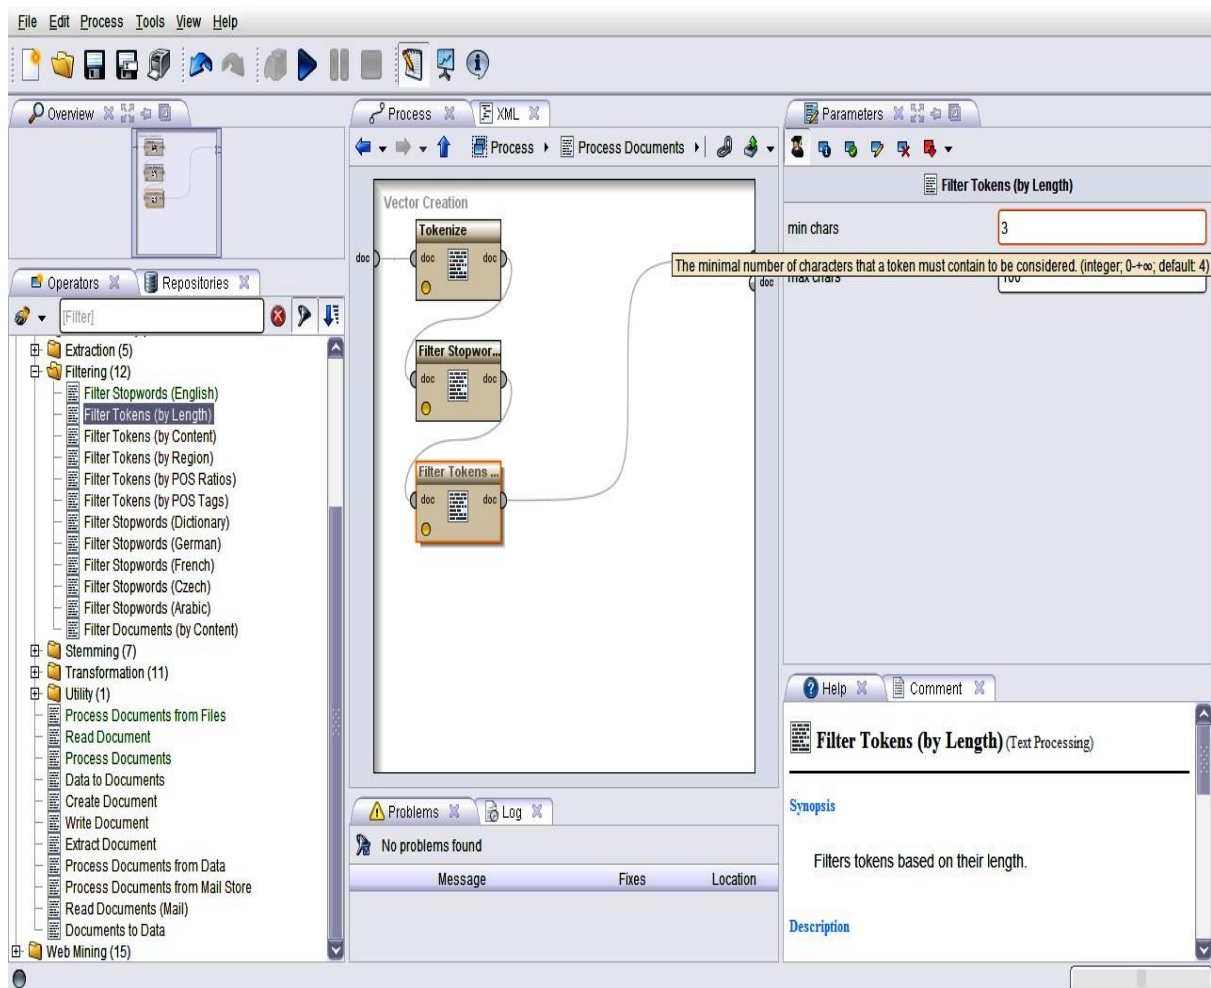 File Edit Process Tools View Help
Overview
Operators
Repositories
[Filter]
Extraction (5)
Filtering (12)
Filter Stopwords (English)
Filter Tokens (by Length)
Filter Tokens (by Content)
Filter Tokens (by Region)
Filter Tokens (by POS Ratios)
Filter Tokens (by POS Tags)
Filter Stopwords (Dictionary)
Filter Stopwords (German)
Filter Stopwords (French)
Filter Stopwords (Czech)
Filter Stopwords (Arabic)
Filter Documents (by Content)
Stemming (7)
Transformation (11)
Utility (1)
Process Documents from Files
Read Document
Process Documents
Data to Documents
Create Document
Write Document
Extract Document
Process Documents from Data
Process Documents from Mail Store
Read Documents (Mail)
Documents to Data
Web Mining (15)
Process
XML
Process Process Documents
Vector Creation
Tokenize
doc doc doc
Filter Stopwor...
doc doc
Filter Tokens ...
doc doc
doc
Problems
Log
No problems found
Message Fixes Location
Parameters
Filter Tokens (by Length)
min chars 3
The minimal number of characters that a token must contain to be considered. (integer; 0-+∞; default: 4)
max chars 100
Help
Comment
Filter Tokens (by Length) (Text Processing)
Synopsis
Filters tokens based on their length.
Description